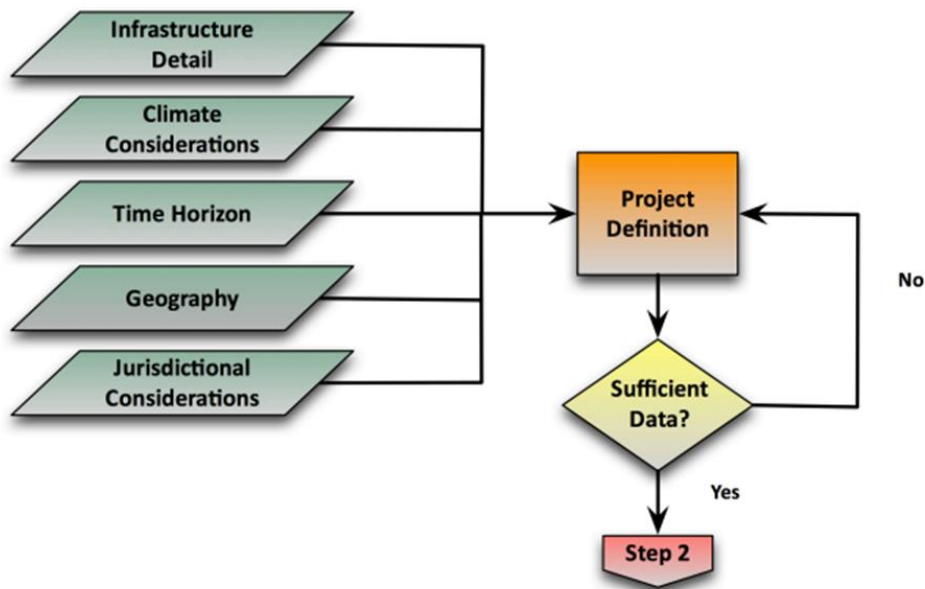 Infrastructure
Detail
Climate
Considerations
Time Horizon
Geography
Jurisdictional
Considerations
Project
Definition
No
Sufficient
Data?
Yes
Step 2